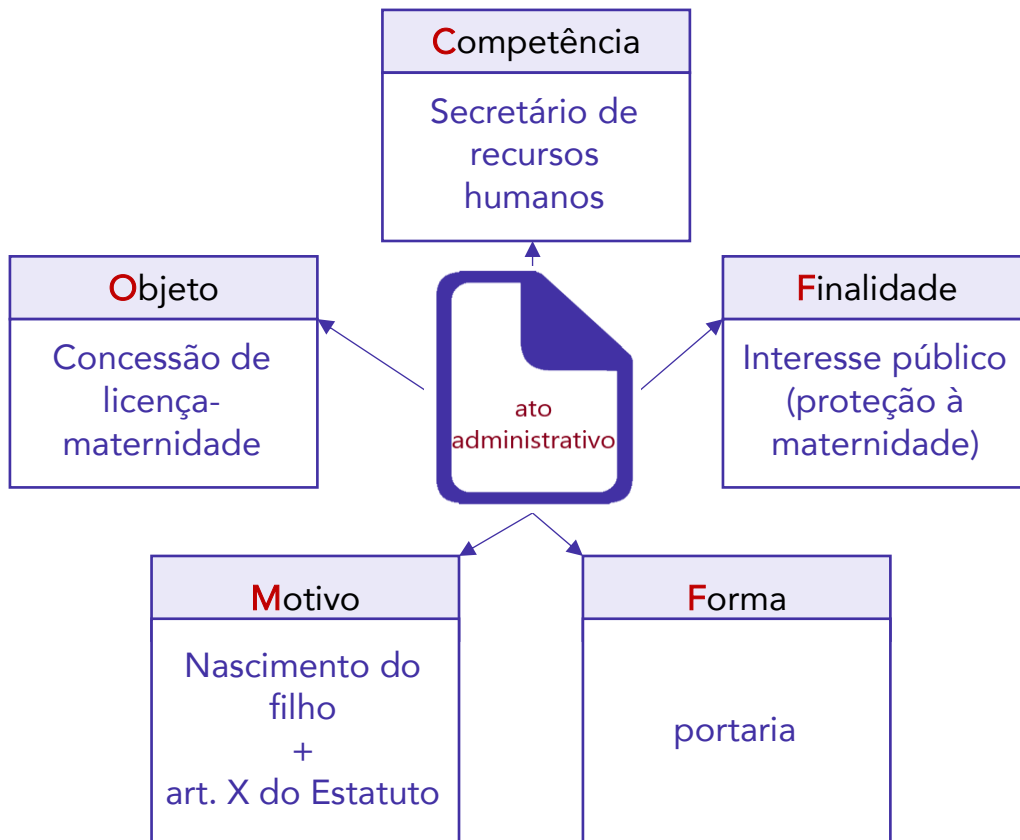 Competência
Secretário de
recursos
humanos
Objeto
Concessão de
licença-
maternidade
ato
administrativo
Finalidade
Interesse público
(proteção à
maternidade)
Motivo
Nascimento do
filho
+
art. X do Estatuto
Forma
portaria